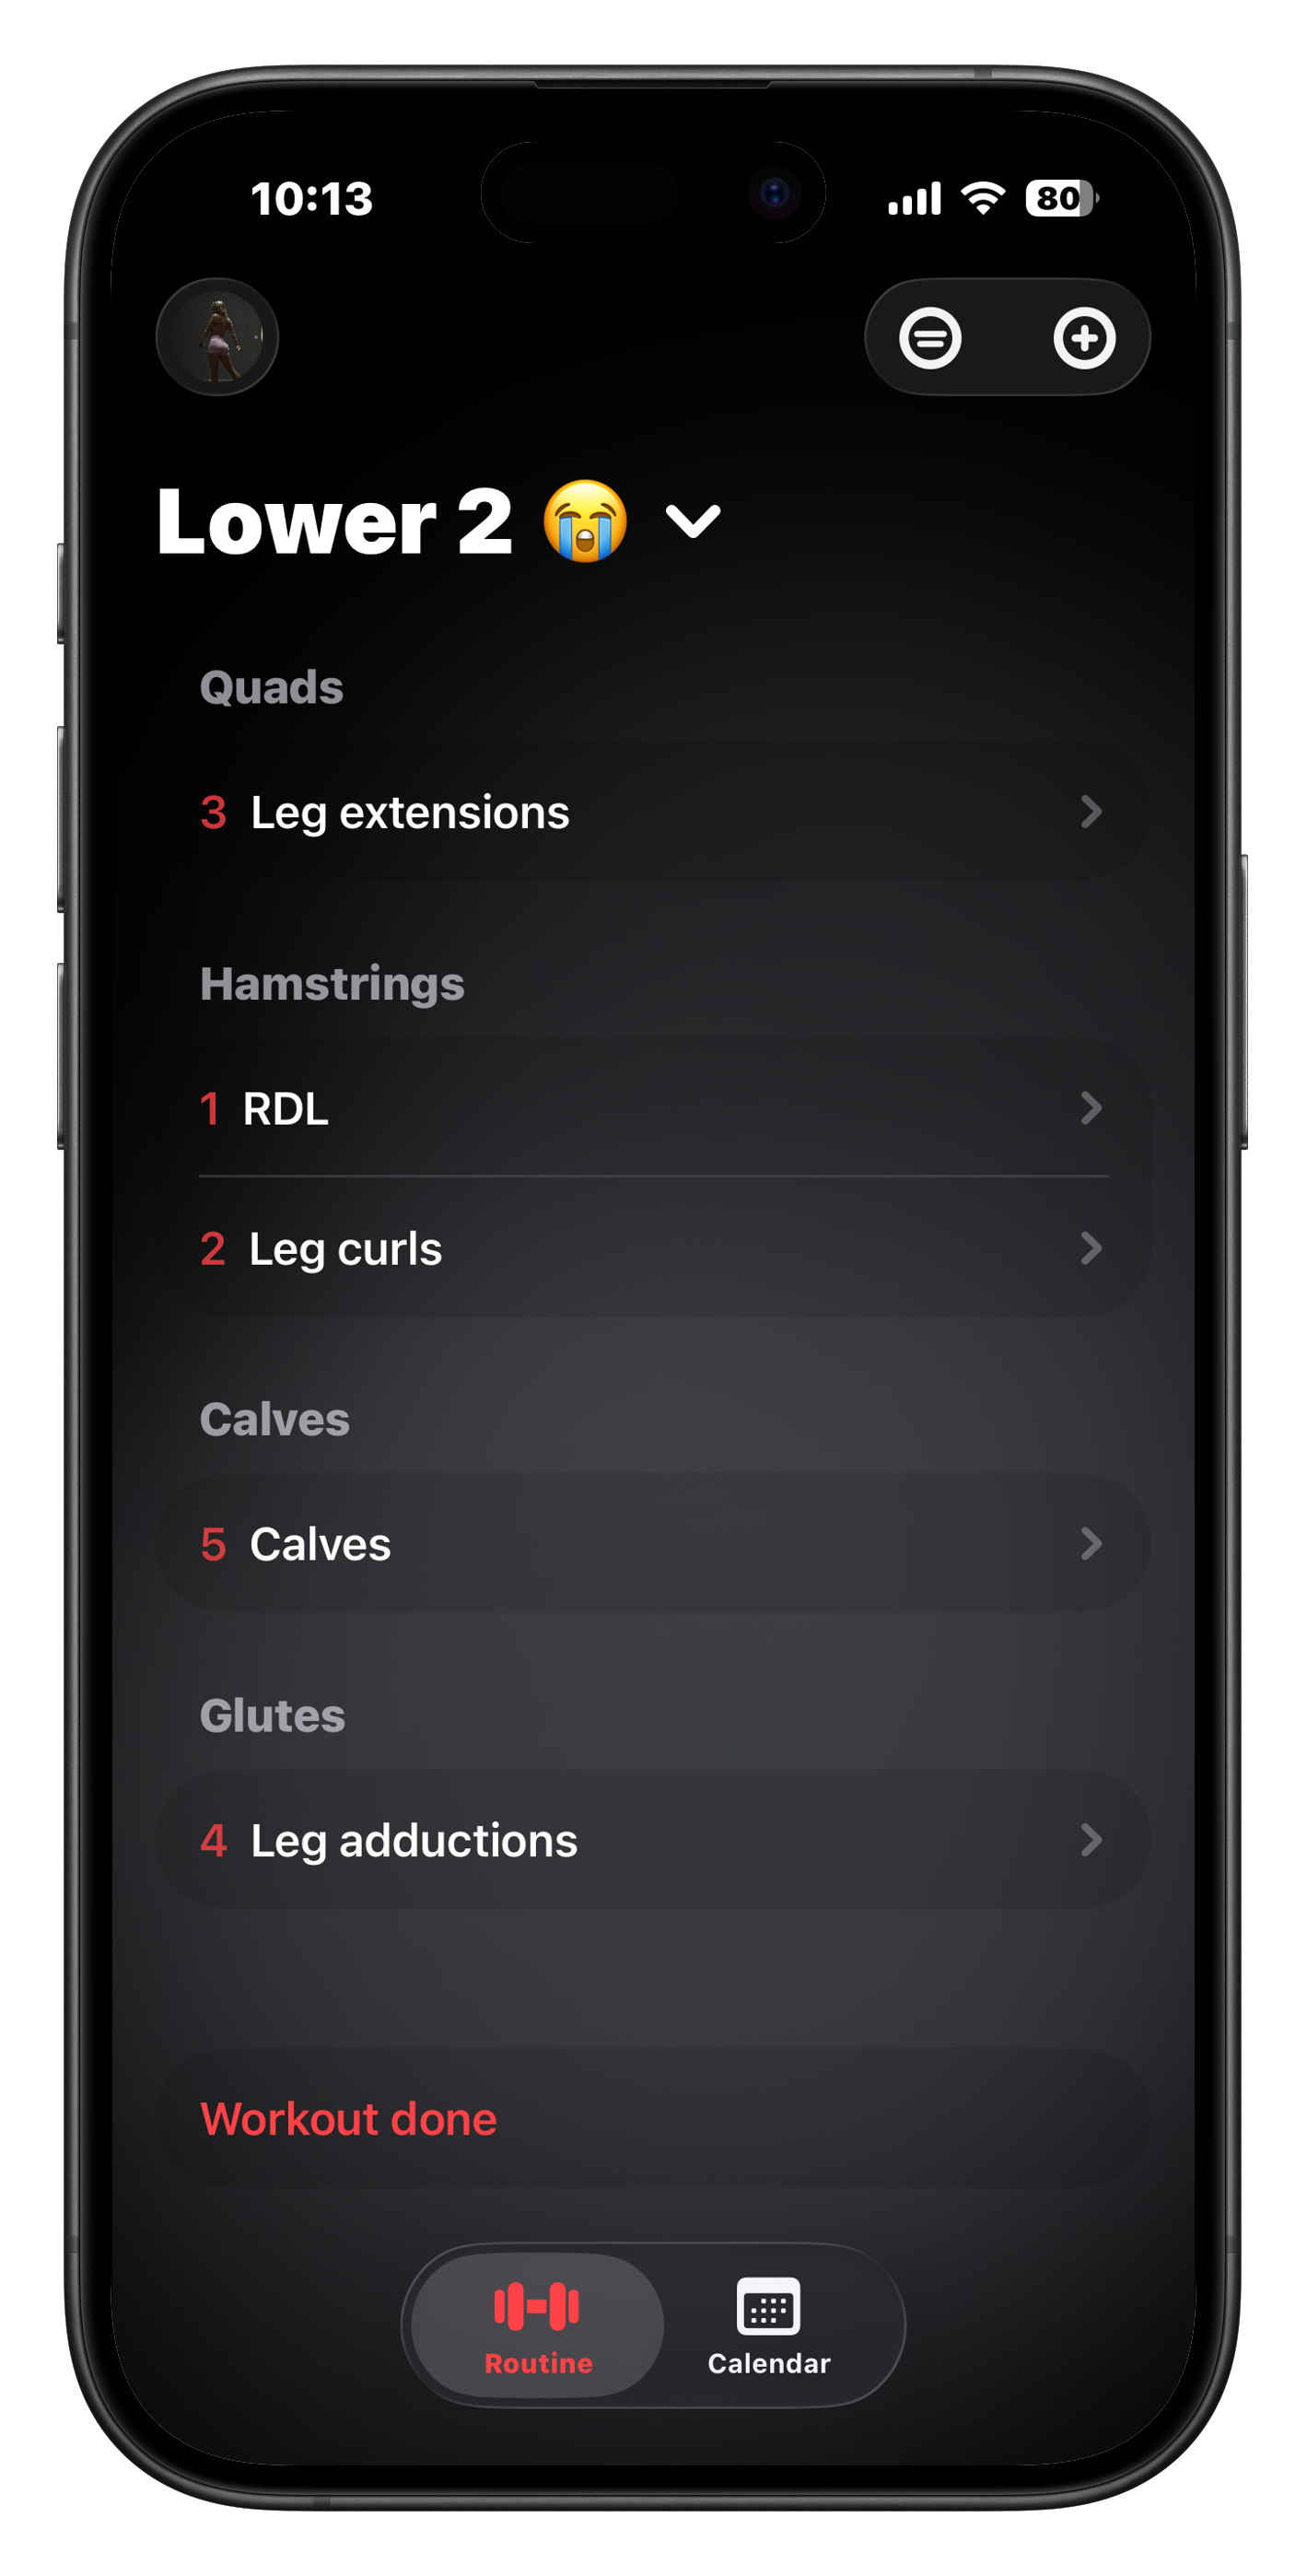 10:13 80
Lower 2 😭
Quads
3 Leg extensions
Hamstrings
1 RDL
2 Leg curls
Calves
5 Calves
Glutes
4 Leg adductions
Workout done
Routine Calendar